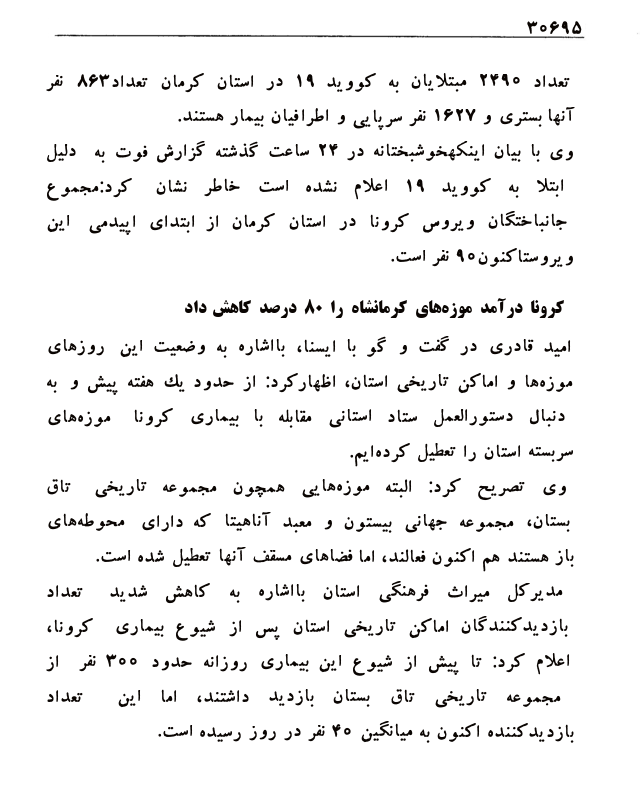 ۳۰۶۹۵
تعداد ۲۴۹۰ مبتلایان به کووید ۱۹ در استان کرمان تعداد۸۶۳ نفر
آنها بستری و ۱۶۲۷ نفر سرپایی و اطرافیان بیمار هستند.
وی با بیان اینکهخوشبختانه در ۲۴ ساعت گذشته گزارش فوت به دلیل
ابتلا به کووید ۱۹ اعلام نشده است خاطر نشان کرد:مجموع
جانباختگان ویروس کرونا در استان کرمان از ابتدای اپیدمی این
ویروستاکنون۹۰ نفر است.
کرونا درآمد موزه‌های کرمانشاه را ۸۰ درصد کاهش داد
امید قادری در گفت و گو با ایسنا، بااشاره به وضعیت این روزهای
موزه‌ها و اماکن تاریخی استان، اظهارکرد: از حدود یك هفته پیش و به
دنبال دستورالعمل ستاد استانی مقابله با بیماری کرونا موزه‌های
سربسته استان را تعطیل کرده‌ایم.
وی تصریح کرد: البته موزه‌هایی همچون مجموعه تاریخی تاق
بستان، مجموعه جهانی بیستون و معبد آناهیتا که دارای محوطه‌های
باز هستند هم اکنون فعالند، اما فضاهای مسقف آنها تعطیل شده است.
مدیرکل میراث فرهنگی استان بااشاره به کاهش شدید تعداد
بازدیدکنندگان اماکن تاریخی استان پس از شیوع بیماری کرونا،
اعلام کرد: تا پیش از شیوع این بیماری روزانه حدود ۳۰۰ نفر از
مجموعه تاریخی تاق بستان بازدید داشتند، اما این تعداد
بازدیدکننده اکنون به میانگین ۴۰ نفر در روز رسیده است.